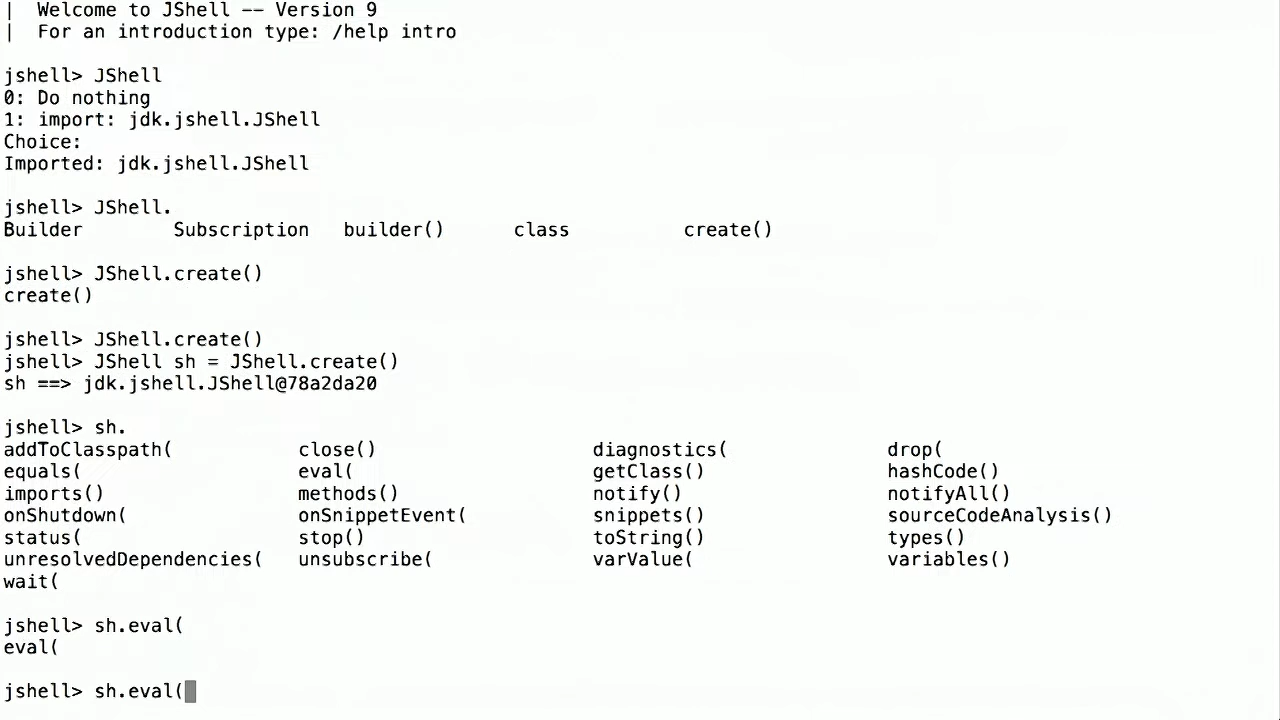 |  Welcome to JShell -- Version 9
|  For an introduction type: /help intro
jshell> JShell
0: Do nothing
1: import: jdk.jshell.JShell
Choice:
Imported: jdk.jshell.JShell
jshell> JShell.
Builder        Subscription   builder()      class          create()
jshell> JShell.create()
create()
jshell> JShell.create()
jshell> JShell sh = JShell.create()
sh ==> jdk.jshell.JShell@78a2da20
jshell> sh.
addToClasspath(           close()                   diagnostics(              drop(
equals(                   eval(                     getClass()                hashCode()
imports()                 methods()                 notify()                  notifyAll()
onShutdown(               onSnippetEvent(           snippets()                sourceCodeAnalysis()
status(                   stop()                    toString()                types()
unresolvedDependencies(   unsubscribe(              varValue(                 variables()
wait(
jshell> sh.eval(
eval(
jshell> sh.eval(